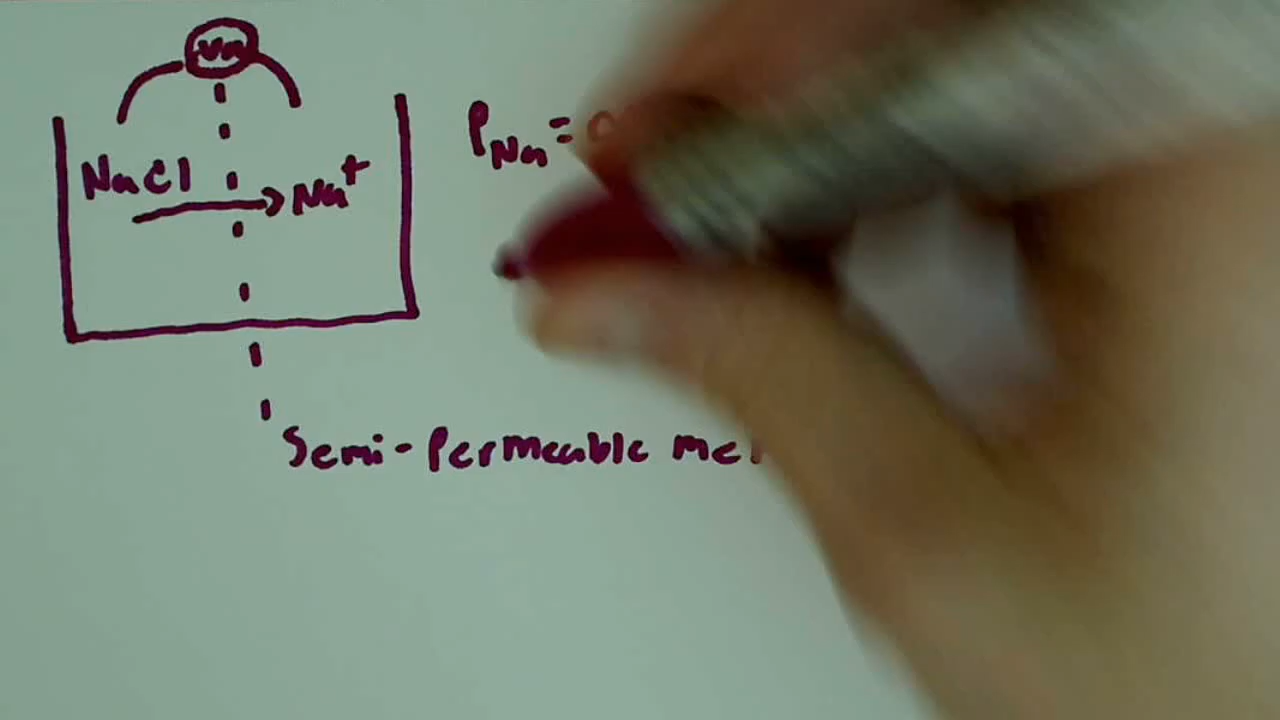 Vm
NaCl → Na⁺
PNa =
Semi-Permeable